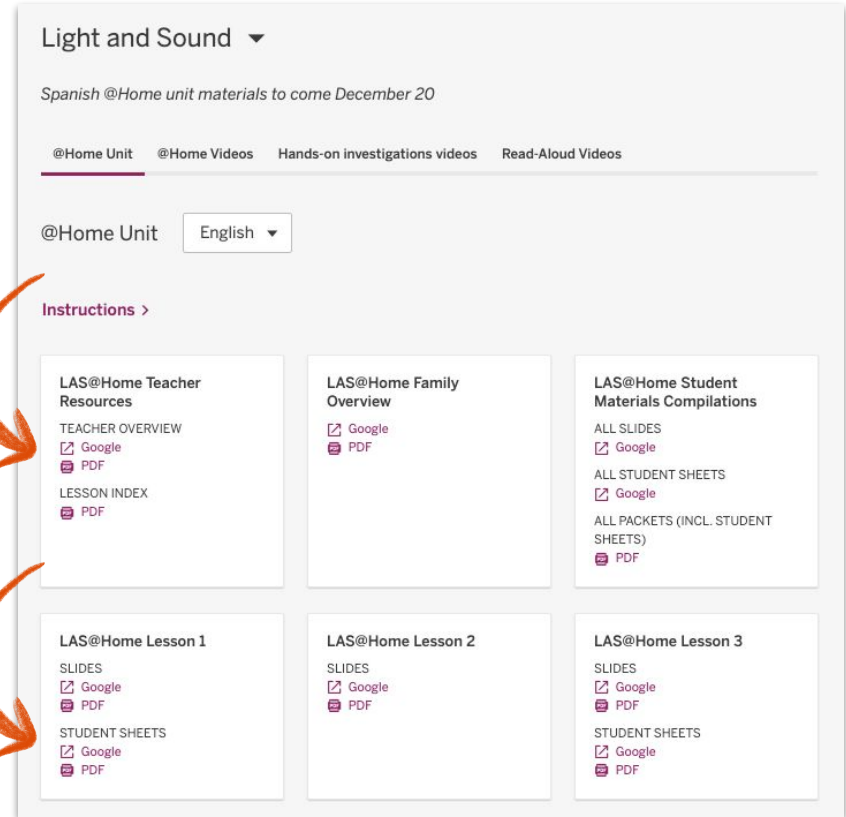 Light and Sound
Spanish @Home unit materials to come December 20
@Home Unit @Home Videos Hands-on investigations videos Read-Aloud Videos
@Home Unit English
Instructions >
LAS@Home Teacher
Resources
TEACHER OVERVIEW
Google
PDF
LESSON INDEX
PDF
LAS@Home Family
Overview
Google
PDF
LAS@Home Student
Materials Compilations
ALL SLIDES
Google
ALL STUDENT SHEETS
Google
ALL PACKETS (INCL. STUDENT
SHEETS)
PDF
LAS@Home Lesson 1
SLIDES
Google
PDF
STUDENT SHEETS
Google
PDF
LAS@Home Lesson 2
SLIDES
Google
PDF
LAS@Home Lesson 3
SLIDES
Google
PDF
STUDENT SHEETS
Google
PDF